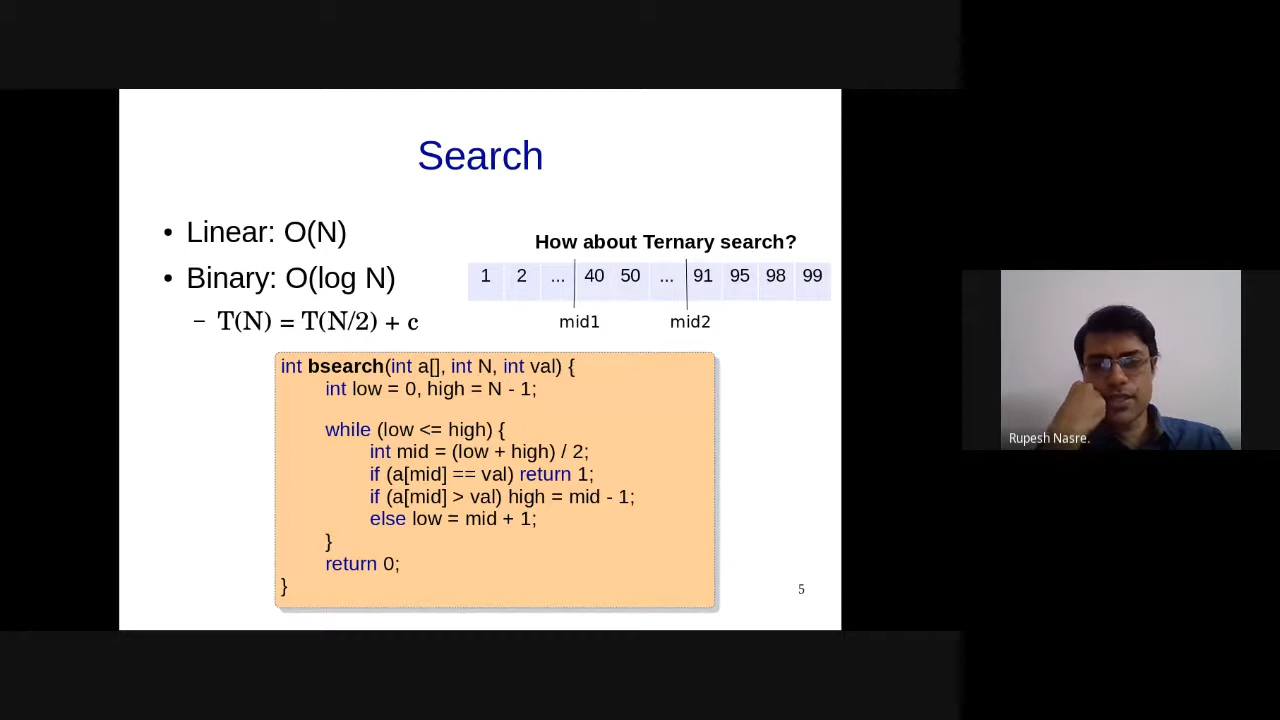 Search
• Linear: O(N)
• Binary: O(log N)
– T(N) = T(N/2) + c
How about Ternary search?
1 2 ... 40 50 ... 91 95 98 99
mid1 mid2
int bsearch(int a[], int N, int val) {
int low = 0, high = N - 1;
while (low <= high) {
int mid = (low + high) / 2;
if (a[mid] == val) return 1;
if (a[mid] > val) high = mid - 1;
else low = mid + 1;
}
return 0;
}
5
Rupesh Nasre.